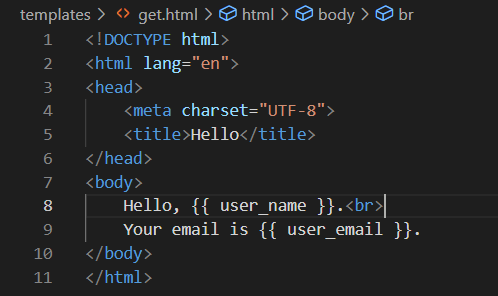 templates > <> get.html > html > body > br
1 <!DOCTYPE html>
2 <html lang="en">
3 <head>
4     <meta charset="UTF-8">
5     <title>Hello</title>
6 </head>
7 <body>
8     Hello, {{ user_name }}.<br>
9     Your email is {{ user_email }}.
10 </body>
11 </html>